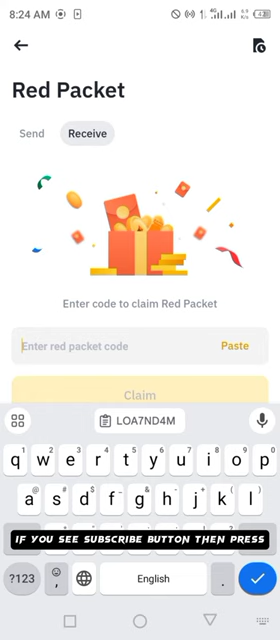 8:24 AM
4G
Red Packet
Send Receive
Enter code to claim Red Packet
Enter red packet code Paste
Claim
LOA7ND4M
q w e r t y u i o p
a s d f g h j k l
IF YOU SEE SUBSCRIBE BUTTON THEN PRESS
?123 , English .